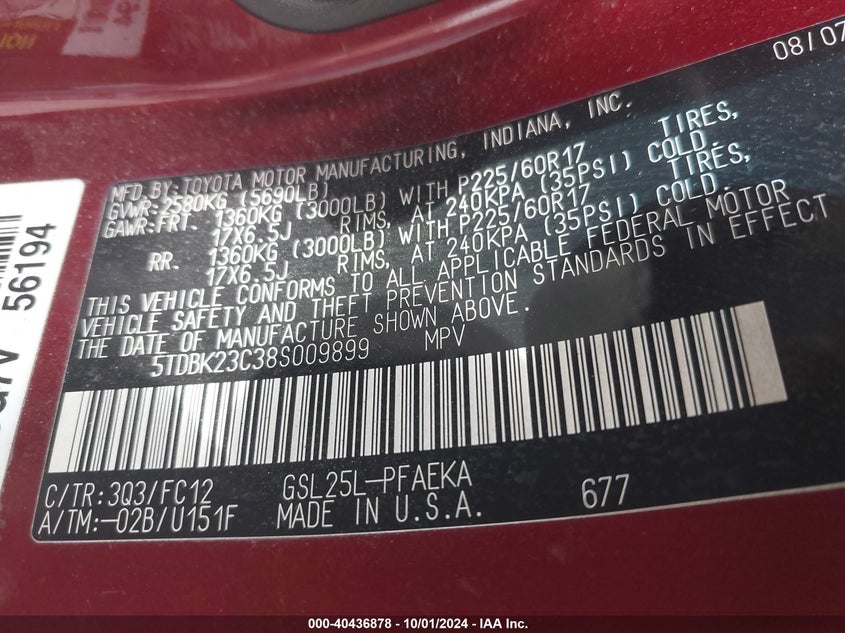 08/07
MFD BY: TOYOTA MOTOR MANUFACTURING, INDIANA, INC.
GVWR: 2580KG (5690LB)
GAWR: FRT. 1360KG (3000LB) WITH P225/60R17 TIRES,
17X6.5J RIMS, AT 240KPA (35PSI) COLD.
RR. 1360KG (3000LB) WITH P225/60R17 TIRES,
17X6.5J RIMS, AT 240KPA (35PSI) COLD.
THIS VEHICLE CONFORMS TO ALL APPLICABLE FEDERAL MOTOR
VEHICLE SAFETY AND THEFT PREVENTION STANDARDS IN EFFECT
THE DATE OF MANUFACTURE SHOWN ABOVE.
5TDBK23C38S009899 MPV
C/TR: 3Q3/FC12 GSL25L-PFAEKA
A/TM:-02B/U151F MADE IN U.S.A. 677
56194
000-40436878 - 10/01/2024 - IAA Inc.